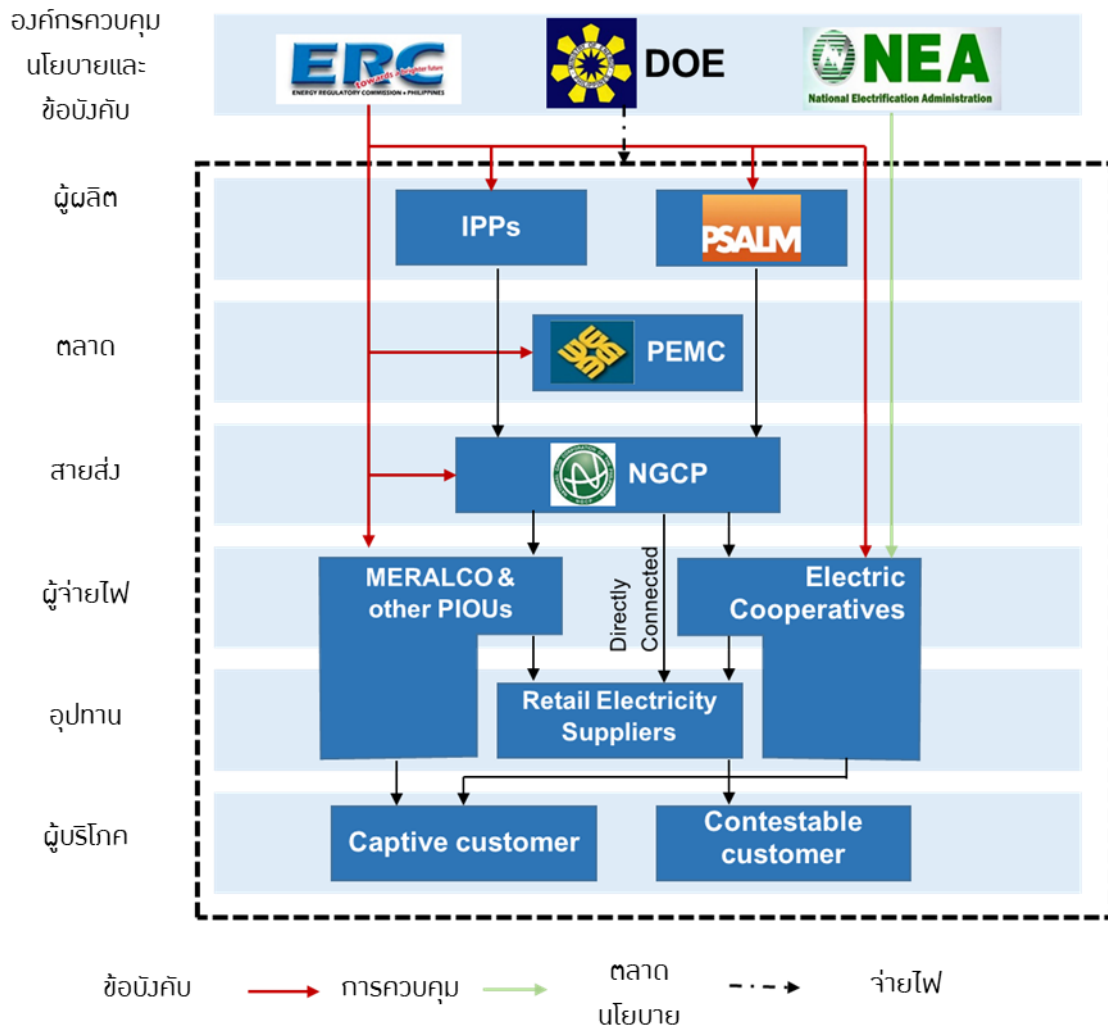 องค์กรควบคุม
นโยบายและ
ข้อบังคับ
ERC
towards a brighter future
ENERGY REGULATORY COMMISSION • PHILIPPINES
DOE
NEA
National Electrification Administration
ผู้ผลิต
IPPs
PSALM
ตลาด
PEMC
สายส่ง
NGCP
ผู้จ่ายไฟ
MERALCO &
other PIOUs
Directly
Connected
Electric
Cooperatives
อุปทาน
Retail Electricity
Suppliers
ผู้บริโภค
Captive customer
Contestable
customer
ข้อบังคับ
การควบคุม
ตลาด
นโยบาย
จ่ายไฟ